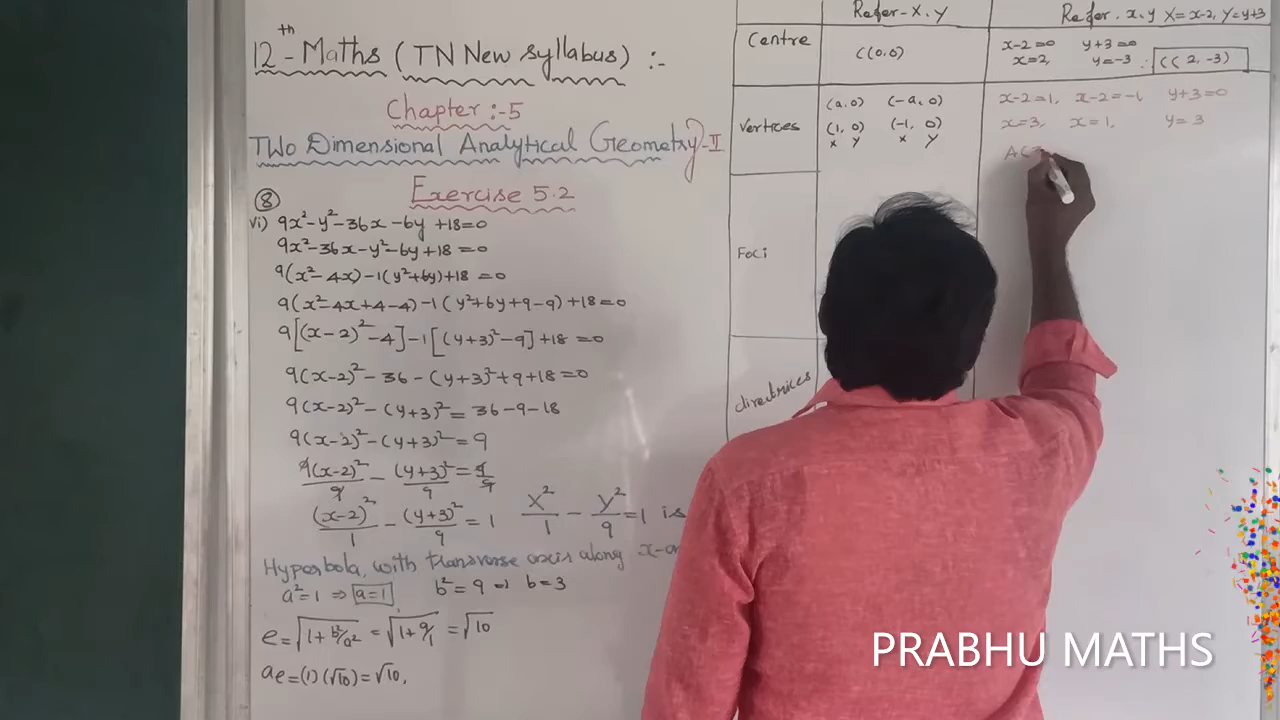 12th - Maths (TN New syllabus) :-
Chapter :-5
Two Dimensional Analytical Geometry-II
Exercise 5.2
8
vi) 9x²-y²-36x-6y+18=0
9x²-36x-y²-6y+18=0
9(x²-4x)-1(y²+6y)+18=0
9(x²-4x+4-4)-1(y²+6y+9-9)+18=0
9[(x-2)²-4]-1[(y+3)²-9]+18=0
9(x-2)²-36-(y+3)²+9+18=0
9(x-2)²-(y+3)²=36-9-18
9(x-2)²-(y+3)²=9
9(x-2)²/9 - (y+3)²/9 = 9/9
(x-2)²/1 - (y+3)²/9 = 1 X²/1 - Y²/9 = 1 is
Hyperbola, with transverse axis along x-a
a²=1 ⇒ a=1 b²=9 ⇒ b=3
e=√1+b²/a² = √1+9/1 = √10
ae=(1)(√10)=√10,
Refer-X,Y Refer. x,y X=x-2, Y=y+3
Centre C(0,0) x-2=0 y+3=0
x=2, y=-3 ∴ C(2,-3)
Vertices (a,0) (-a,0) x-2=1, x-2=-1, y+3=0
(1,0) (-1,0) x=3, x=1, y=3
X Y X Y
A(3
Foci
directrices
PRABHU MATHS